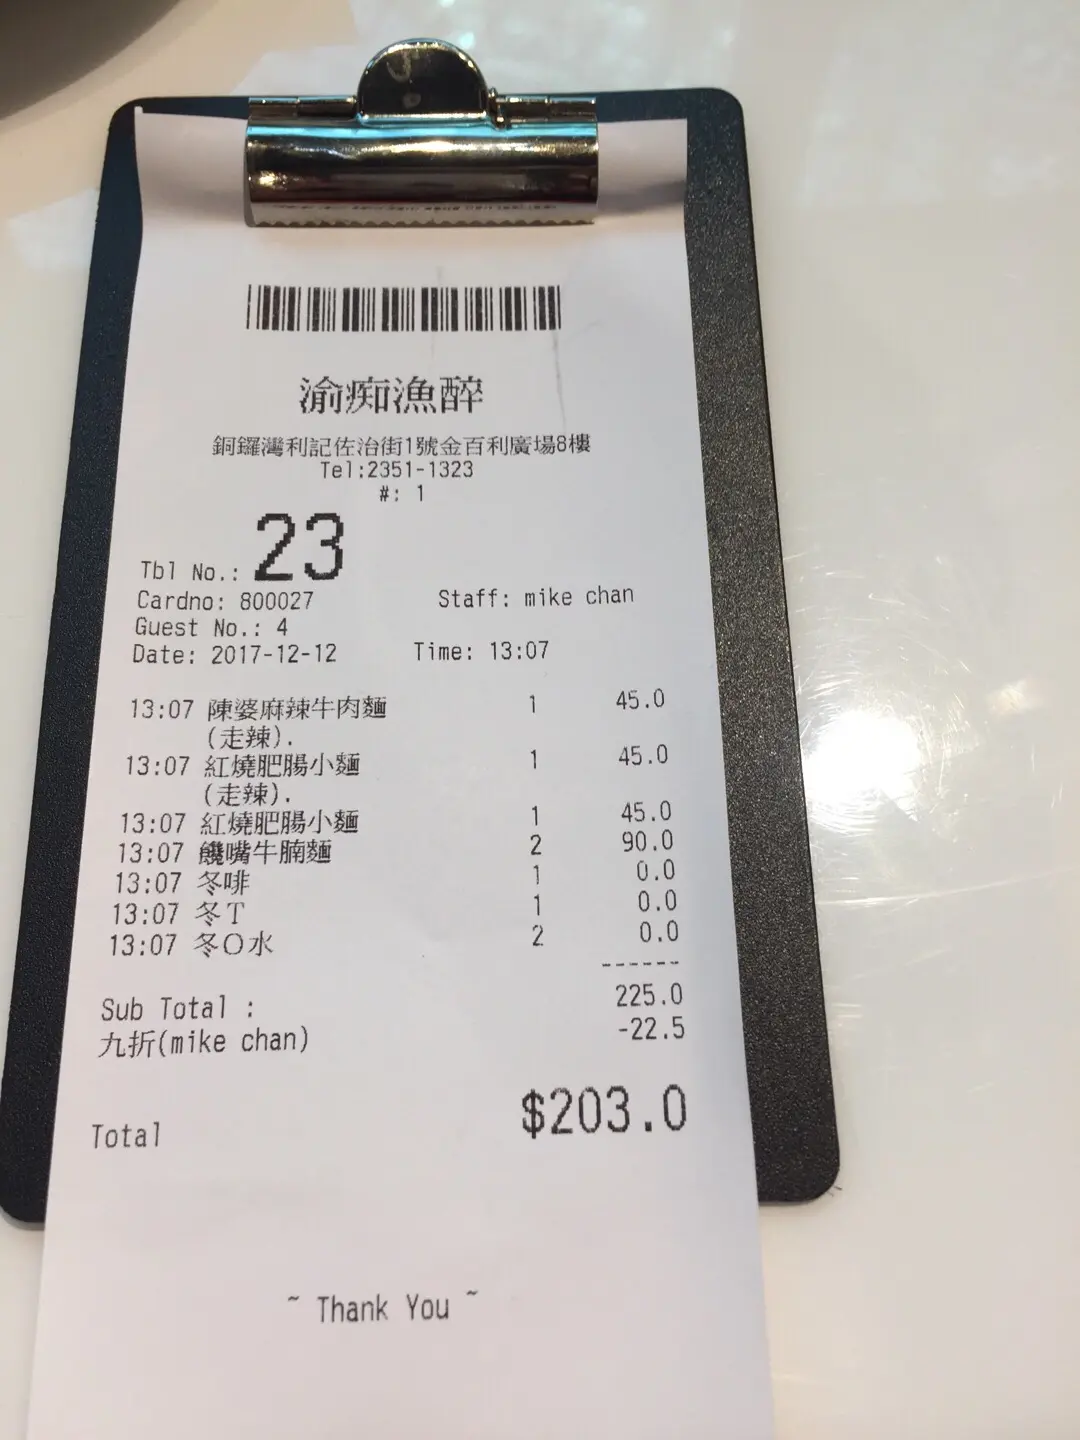 渝痴漁醉
銅鑼灣利記佐治街1號金百利廣場8樓
Tel:2351-1323
#: 1
Tbl No.: 23
Cardno: 800027 Staff: mike chan
Guest No.: 4
Date: 2017-12-12 Time: 13:07
13:07 陳婆麻辣牛肉麵 1 45.0
(走辣).
13:07 紅燒肥腸小麵 1 45.0
(走辣).
13:07 紅燒肥腸小麵 1 45.0
13:07 饞嘴牛腩麵 2 90.0
13:07 冬啡 1 0.0
13:07 冬T 1 0.0
13:07 冬O水 2 0.0
------
Sub Total : 225.0
九折(mike chan) -22.5
Total $203.0
~ Thank You ~